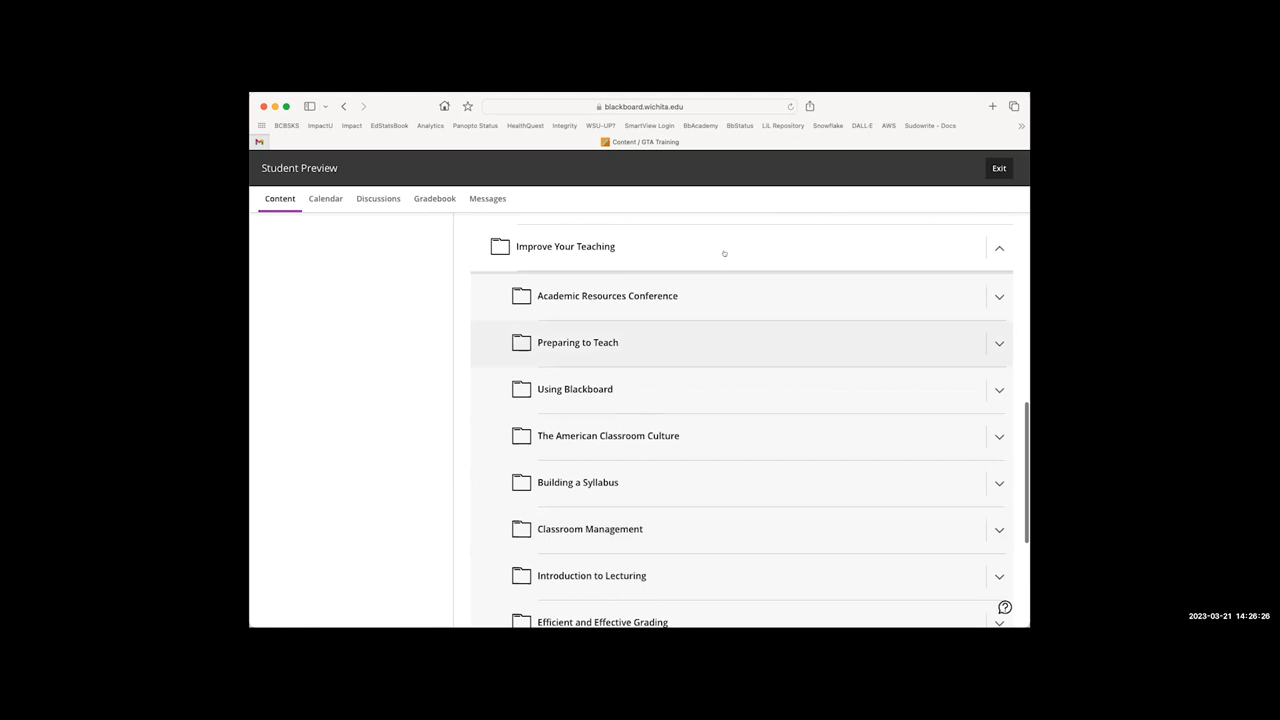 blackboard.wichita.edu
BCBSKS ImpactU Impact EdStatsBook Analytics Panopto Status HealthQuest Integrity WSU-UP? SmartView Login BbAcademy BbStatus LiL Repository Snowflake DALL·E AWS Sudowrite - Docs
Content / GTA Training
Student Preview
Exit
Content Calendar Discussions Gradebook Messages
Improve Your Teaching
Academic Resources Conference
Preparing to Teach
Using Blackboard
The American Classroom Culture
Building a Syllabus
Classroom Management
Introduction to Lecturing
Efficient and Effective Grading
2023-03-21 14:26:26